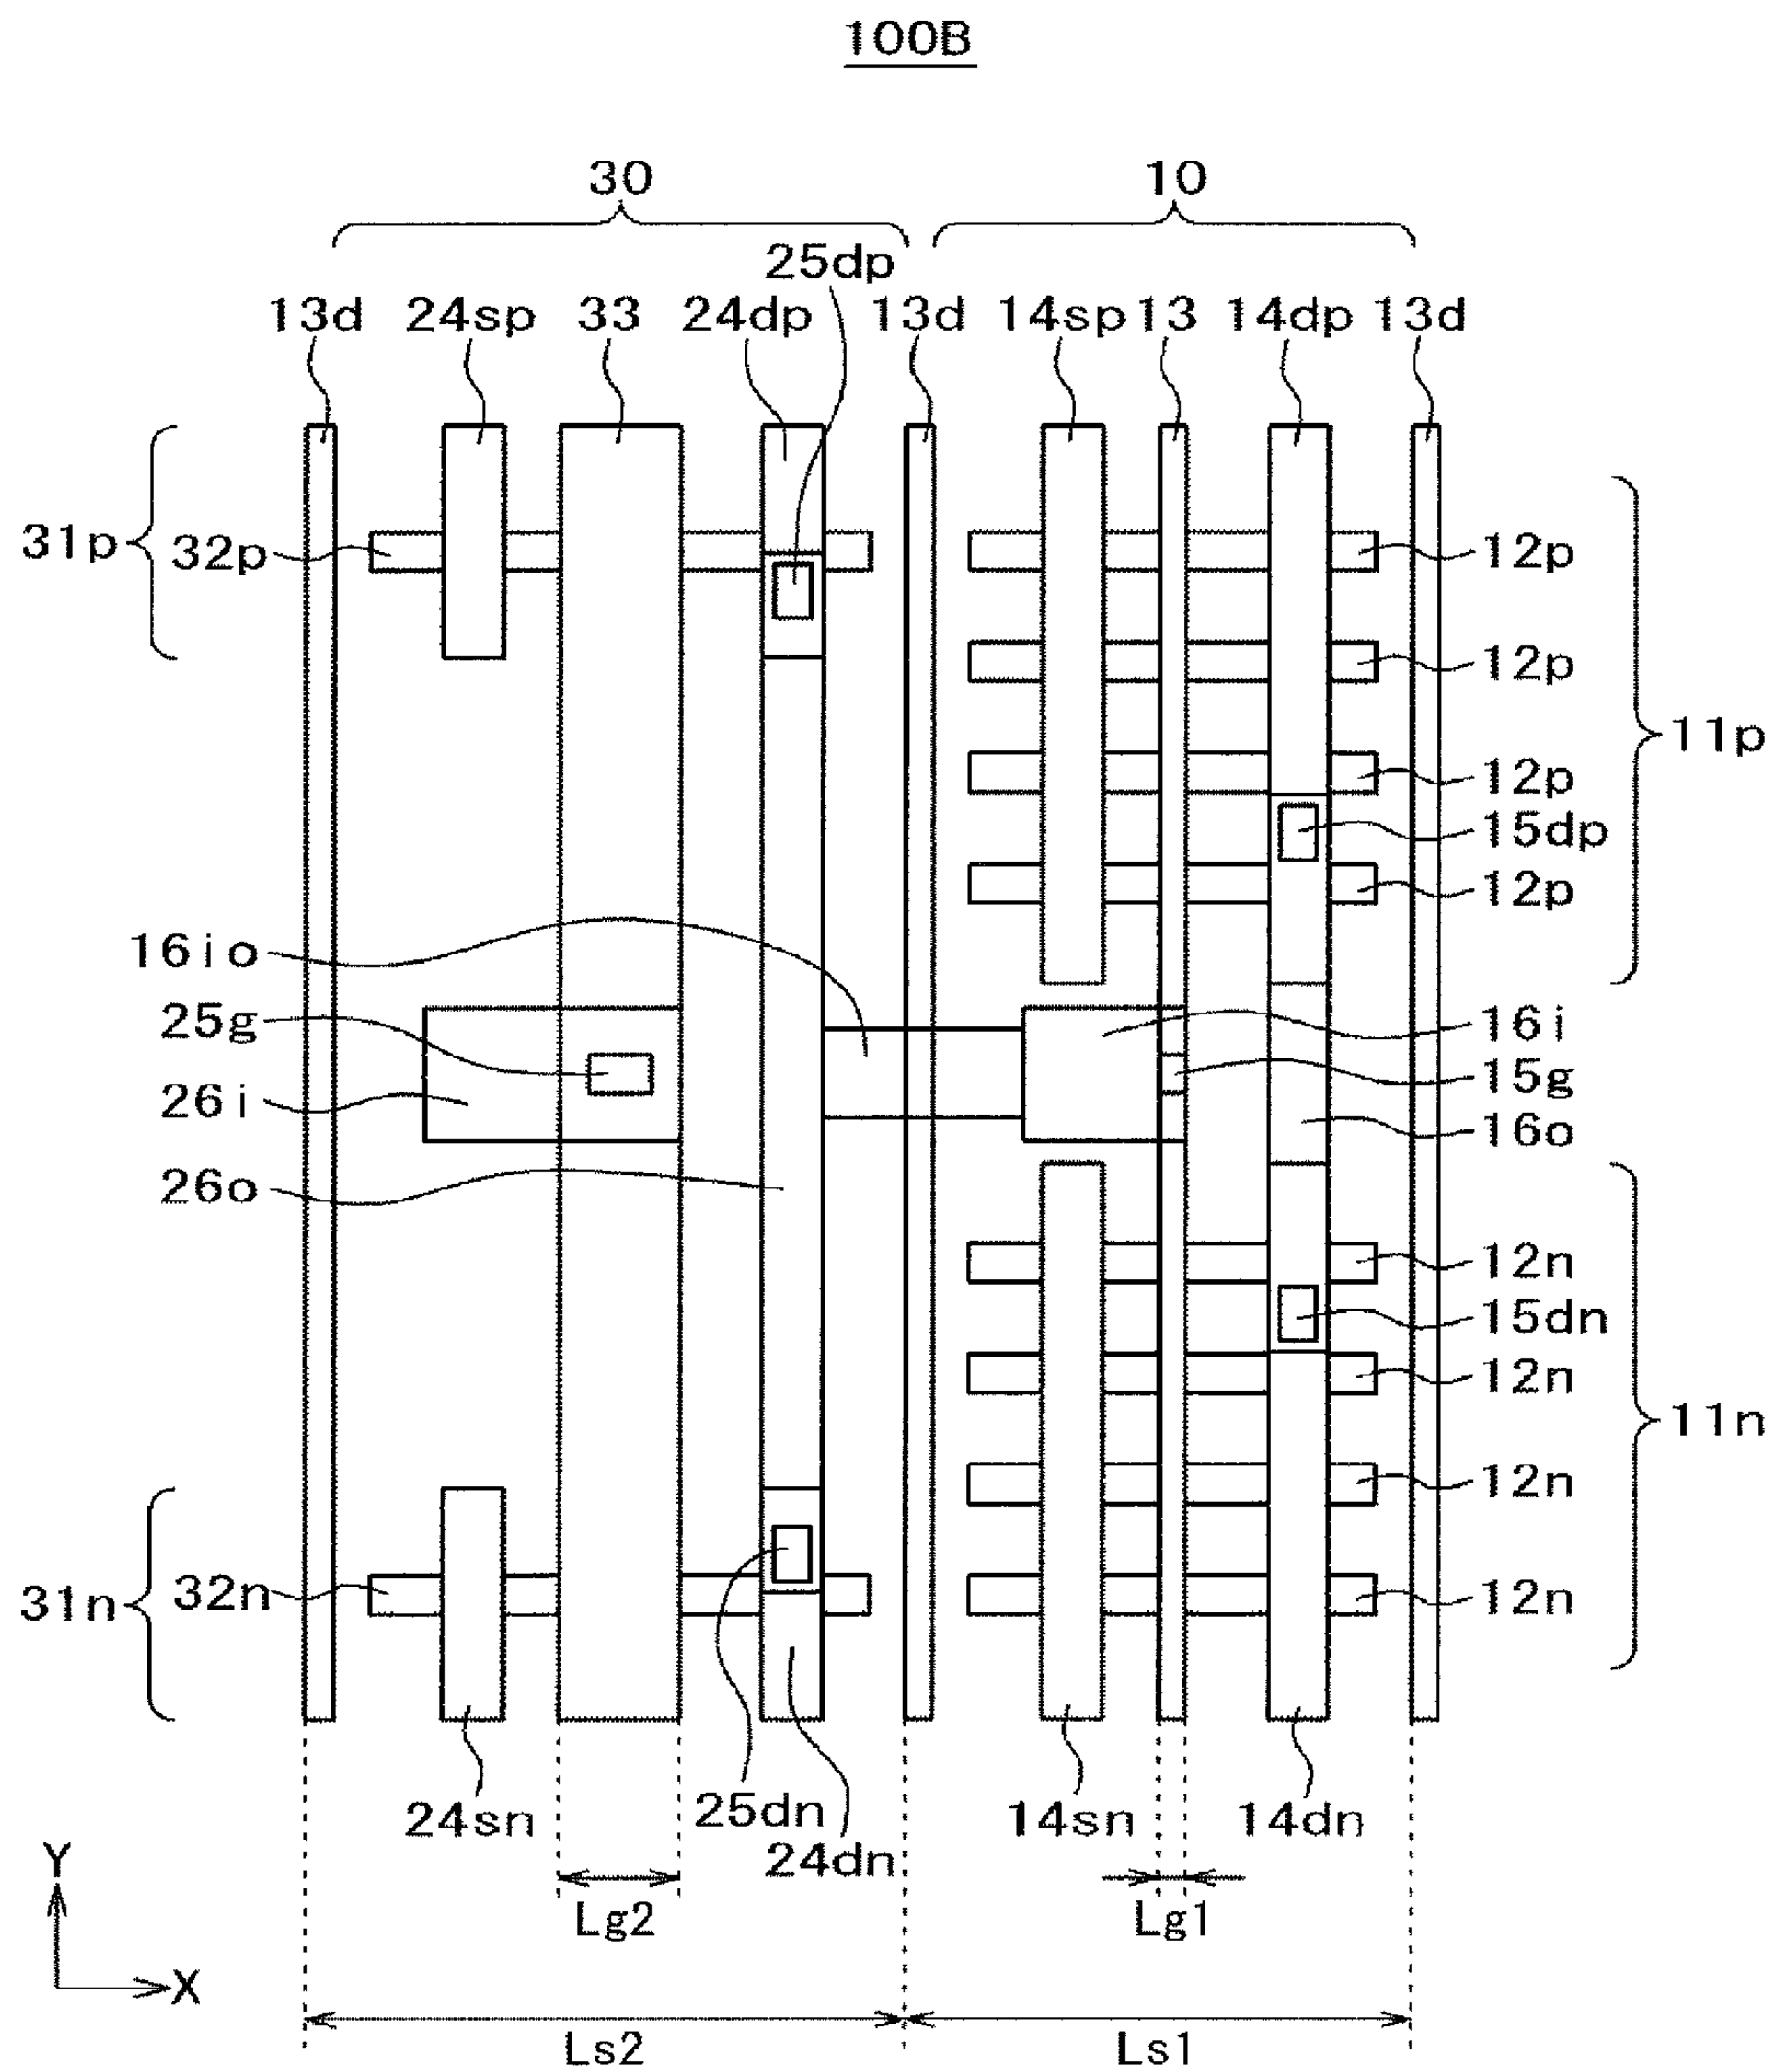 100B
30 10
25dp
13d 24sp 33 24dp 13d 14sp 13 14dp 13d
31p 32p 12p
12p
11p
12p
15dp
12p
16io
25g 16i
26i 15g
16o
26o
12n
15dn
12n
11n
12n
31n 32n 12n
24sn 25dn 14sn 14dn
24dn
Y
Lg2 Lg1
X
Ls2 Ls1